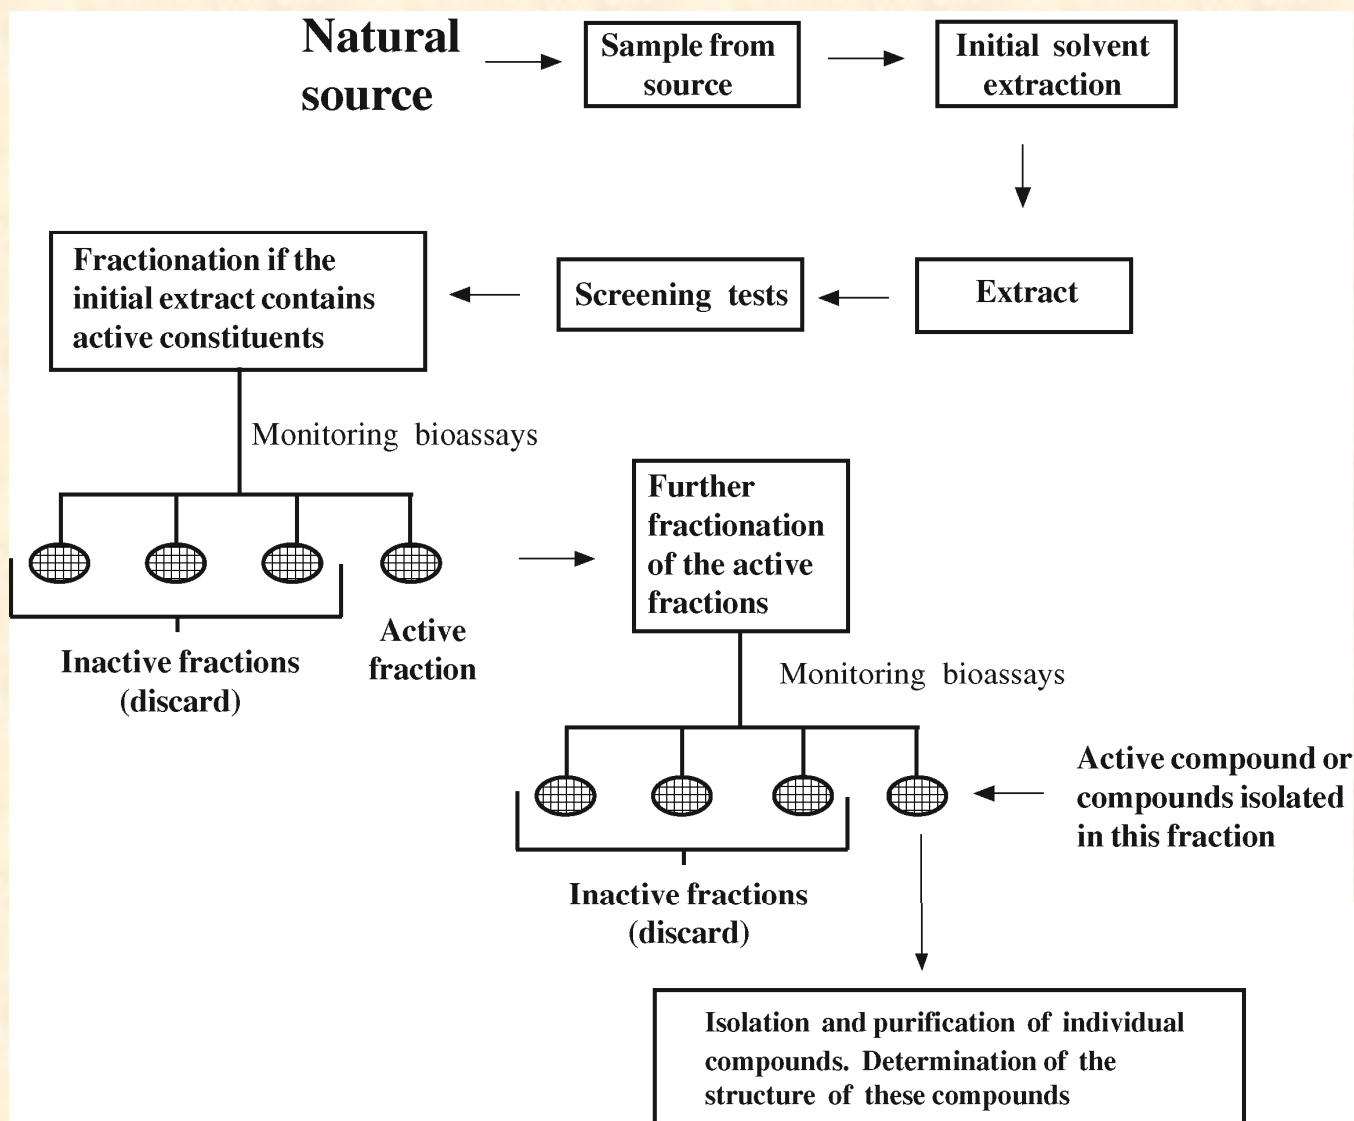 Natural
source
Sample from
source
Initial solvent
extraction
Extract
Screening tests
Fractionation if the
initial extract contains
active constituents
Monitoring bioassays
Inactive fractions
(discard)
Active
fraction
Further
fractionation
of the active
fractions
Monitoring bioassays
Inactive fractions
(discard)
Active compound or
compounds isolated
in this fraction
Isolation and purification of individual
compounds. Determination of the
structure of these compounds